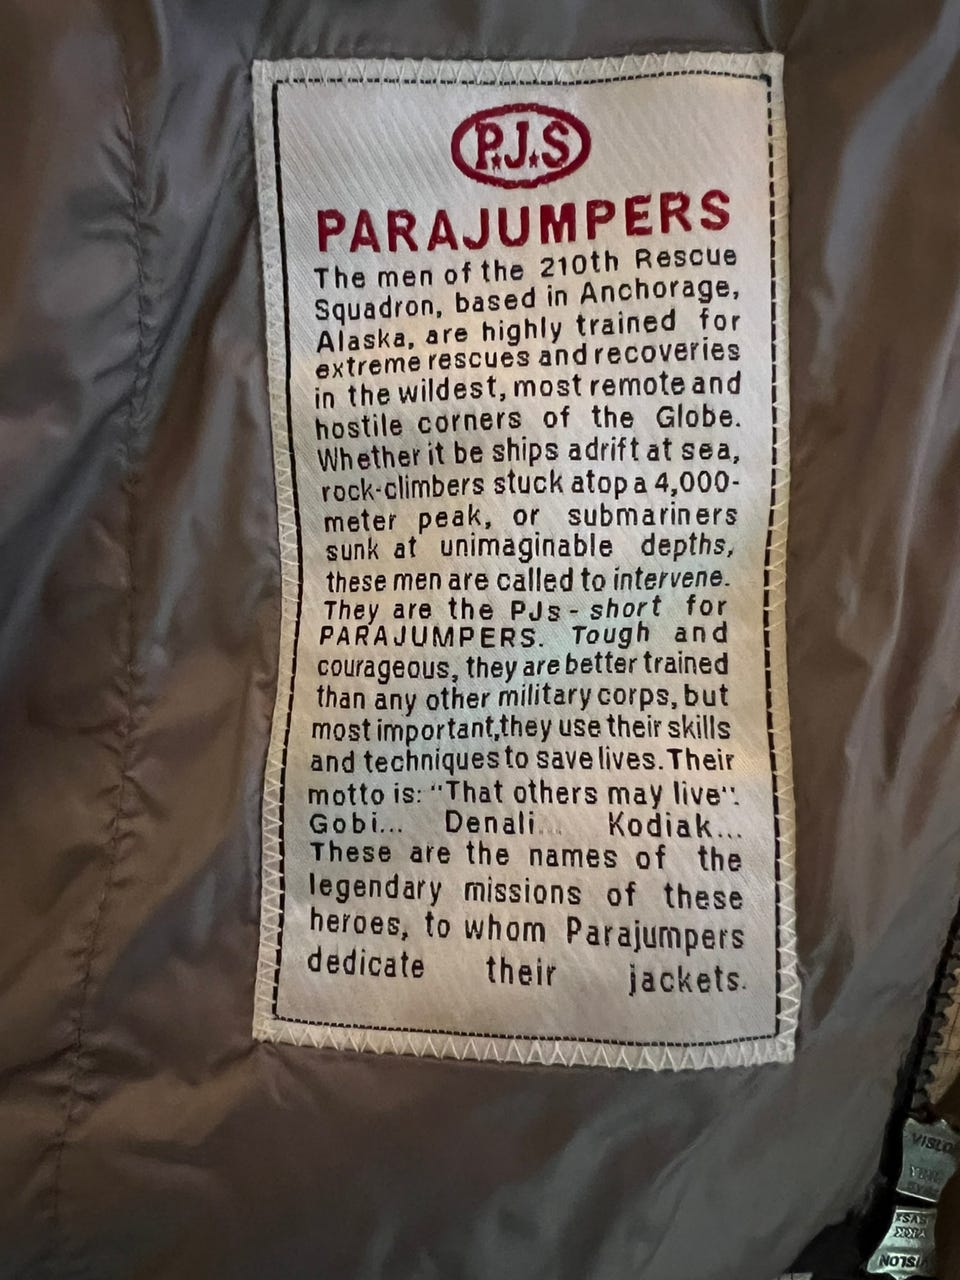 P.J.S
PARAJUMPERS
The men of the 210th Rescue
Squadron, based in Anchorage,
Alaska, are highly trained for
extreme rescues and recoveries
in the wildest, most remote and
hostile corners of the Globe.
Whether it be ships adrift at sea,
rock-climbers stuck atop a 4,000-
meter peak, or submariners
sunk at unimaginable depths,
these men are called to intervene.
They are the PJs - short for
PARAJUMPERS. Tough and
courageous, they are better trained
than any other military corps, but
most important,they use their skills
and techniques to save lives. Their
motto is: “That others may live“.
Gobi... Denali... Kodiak...
These are the names of the
legendary missions of these
heroes, to whom Parajumpers
dedicate their jackets.
YKK
VISLON